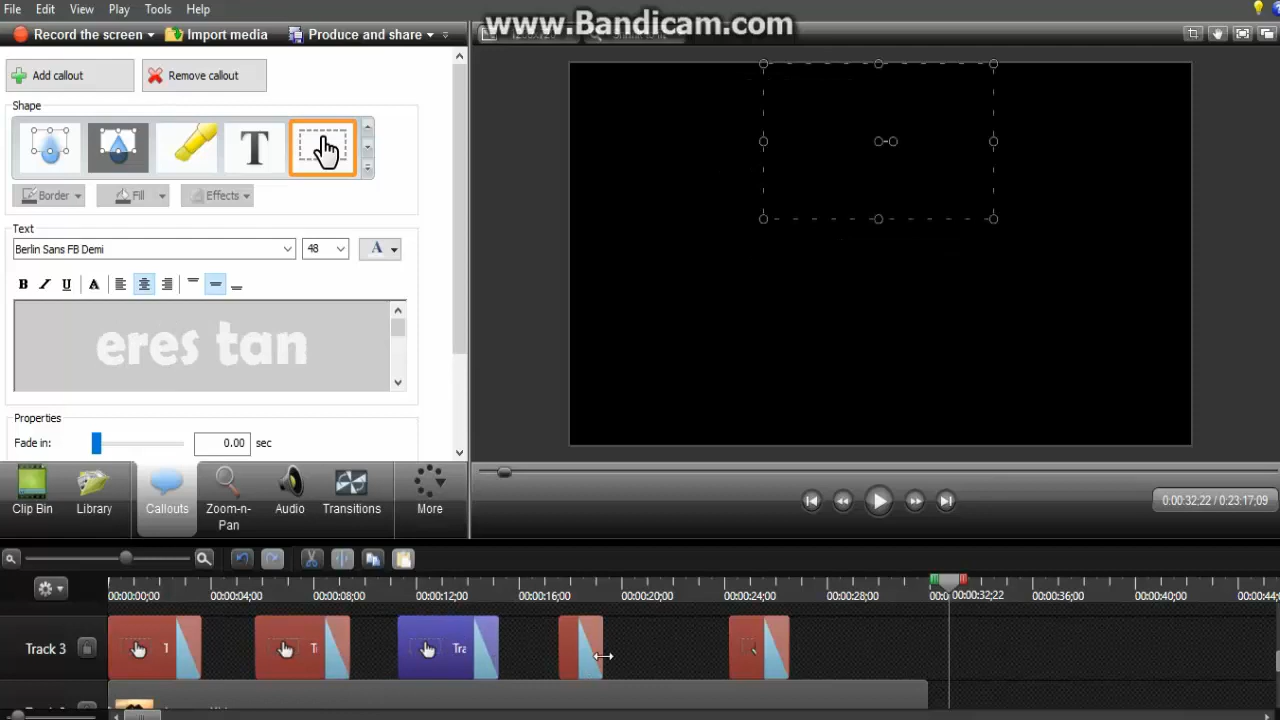 www.Bandicam.com
File Edit View Play Tools Help
Record the screen Import media Produce and share
Add callout Remove callout
Shape
T
Border Fill Effects
Text
Berlin Sans FB Demi 48 A
B I U A
eres tan
Properties
Fade in: 0.00 sec
Clip Bin Library Callouts Zoom-n-Pan Audio Transitions More
0:00:32;22 / 0:23:17;09
00:00:00;00 00:00:04;00 00:00:08;00 00:00:12;00 00:00:16;00 00:00:20;00 00:00:24;00 00:00:28;00 00:00:32;22 00:00:36;00 00:00:40;00 00:00:44;
Track 3 Tra